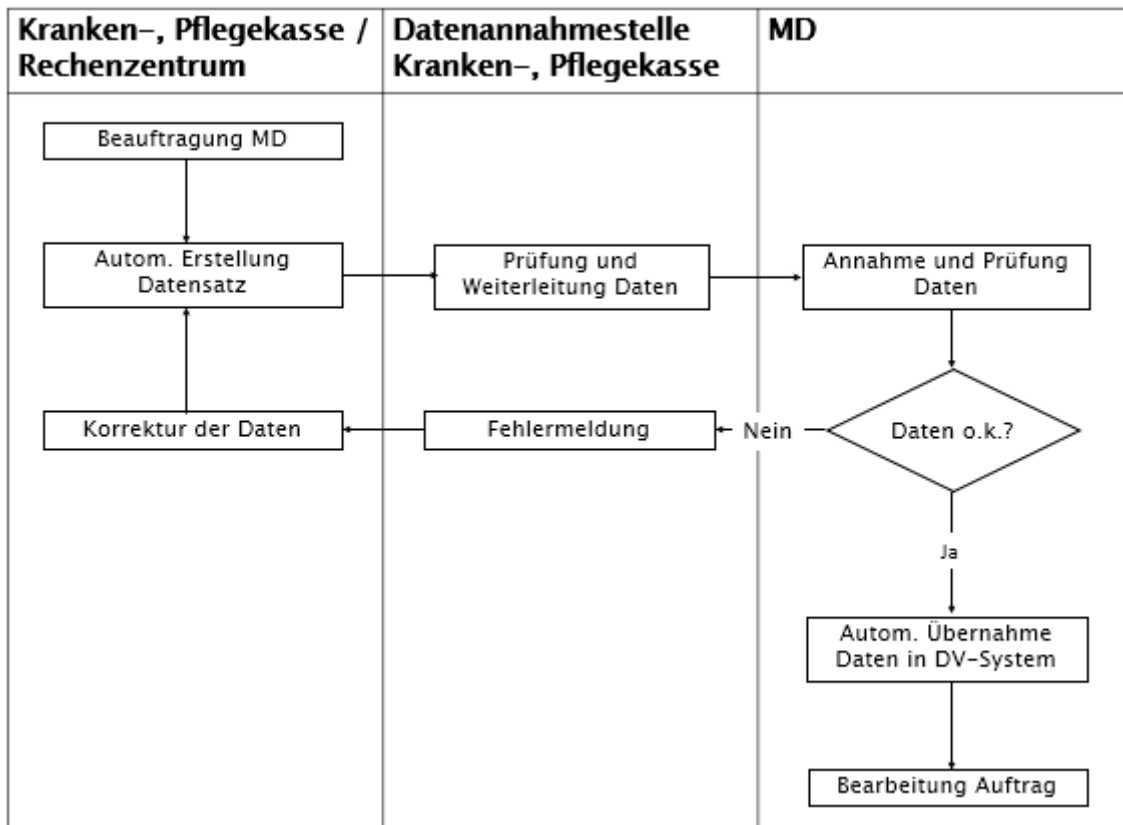 Kranken-, Pflegekasse /
Rechenzentrum
Datenannahmestelle
Kranken-, Pflegekasse
MD
Beauftragung MD
Autom. Erstellung
Datensatz
Prüfung und
Weiterleitung Daten
Annahme und Prüfung
Daten
Korrektur der Daten
Fehlermeldung
Nein
Daten o.k.?
Ja
Autom. Übernahme
Daten in DV-System
Bearbeitung Auftrag